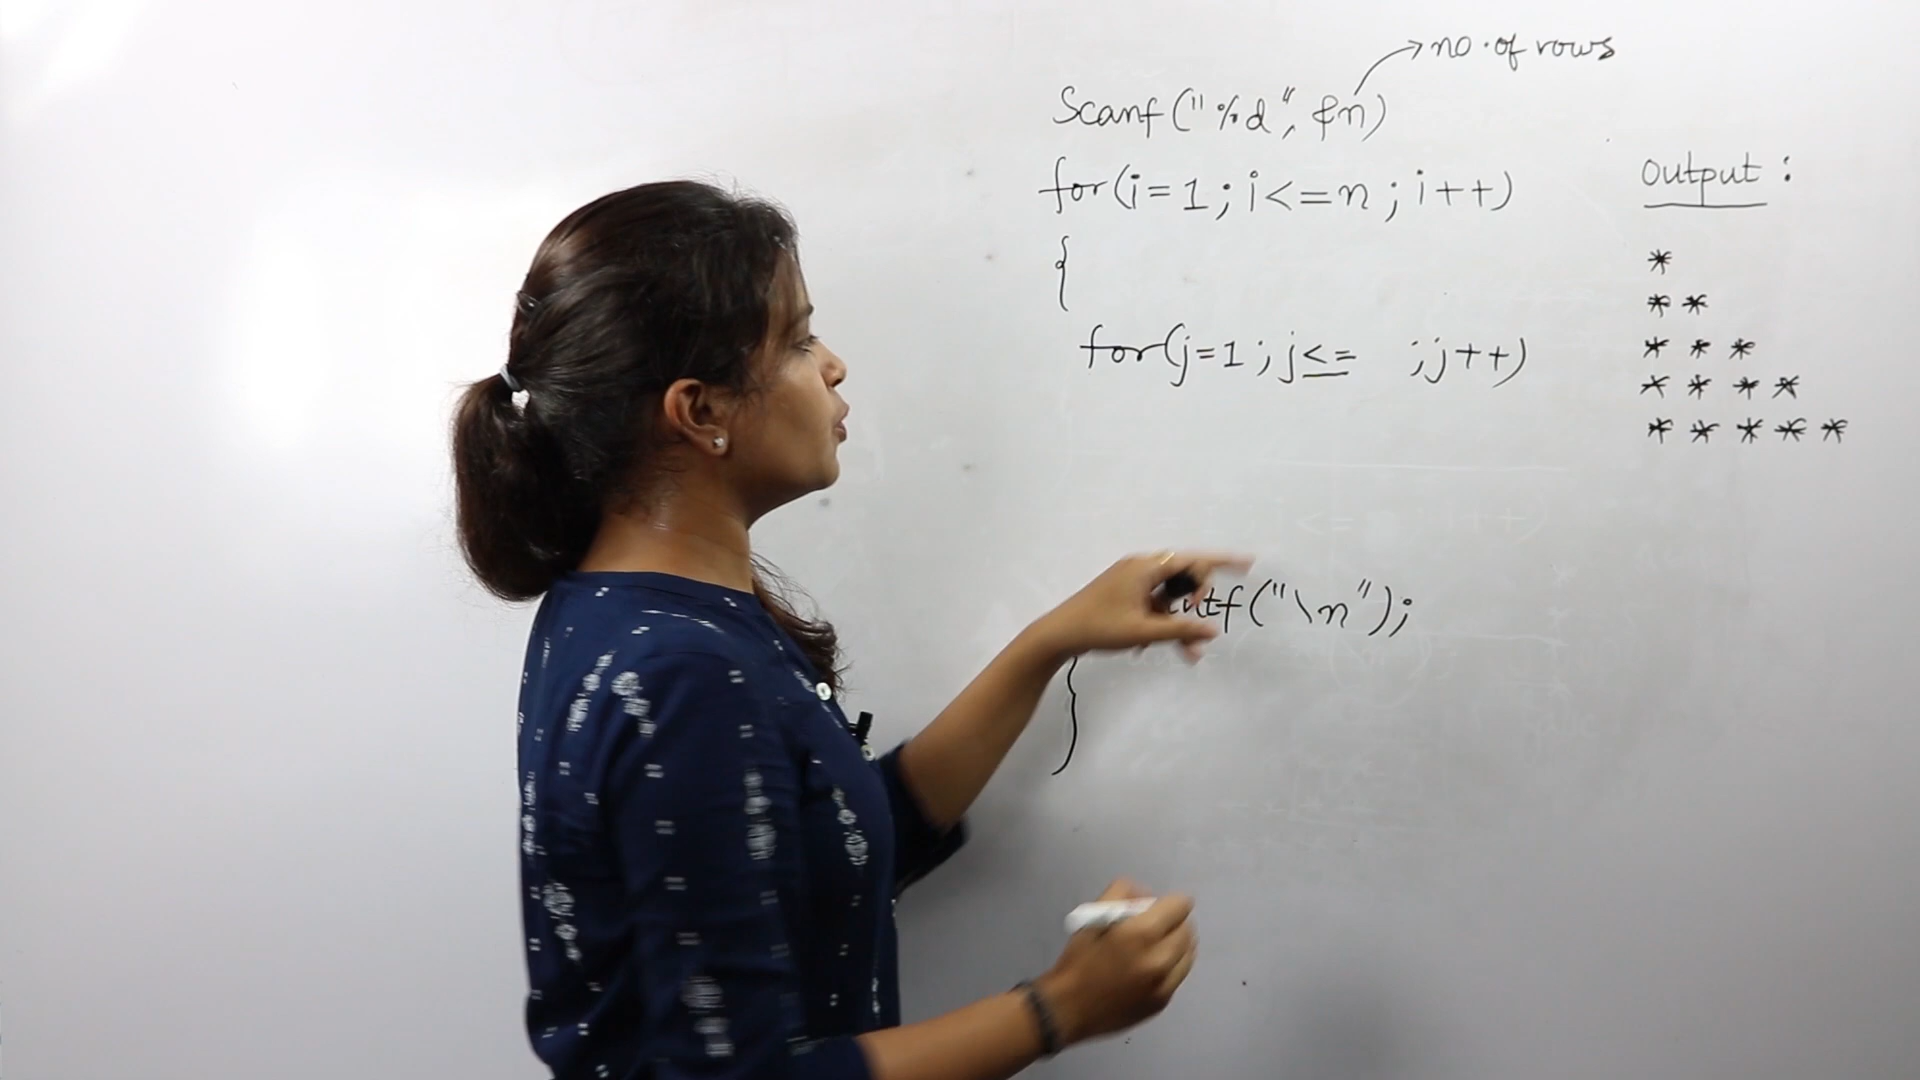 no. of rows
Scanf("%d", &n)
for(i=1; i<=n; i++)
{
for(j=1; j<= ; j++)
("\n");
}
Output:
*
* *
* * *
* * * *
* * * * *